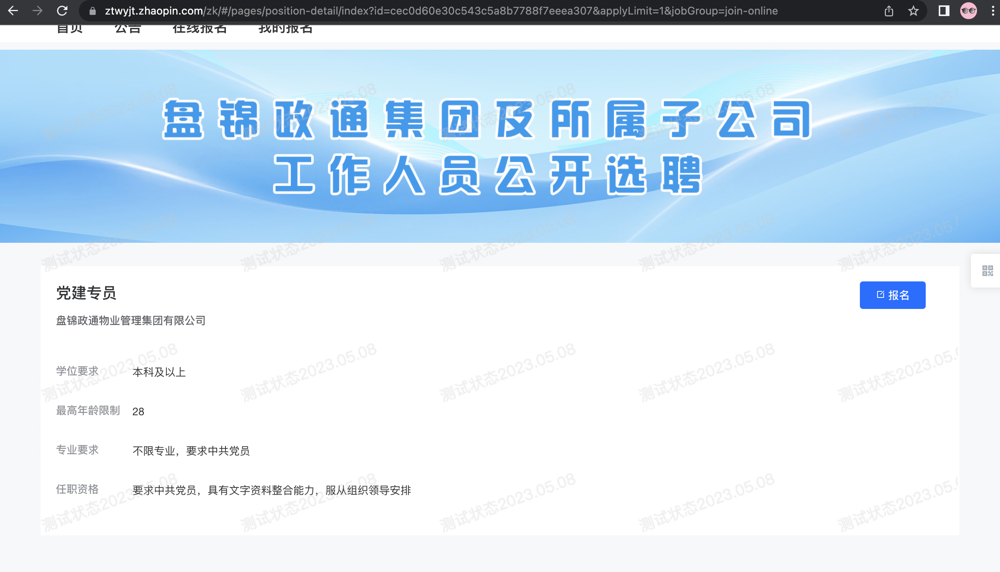 ztwyjt.zhaopin.com/zk/#/pages/position-detail/index?id=cec0d60e30c543c5a8b7788f7eeea307&applyLimit=1&jobGroup=join-online
首页 公告 在线报名 我的报名
盘锦政通集团及所属子公司
工作人员公开选聘
党建专员
报名
盘锦政通物业管理集团有限公司
学位要求 本科及以上
最高年龄限制 28
专业要求 不限专业，要求中共党员
任职资格 要求中共党员，具有文字资料整合能力，服从组织领导安排
测试状态2023.05.08